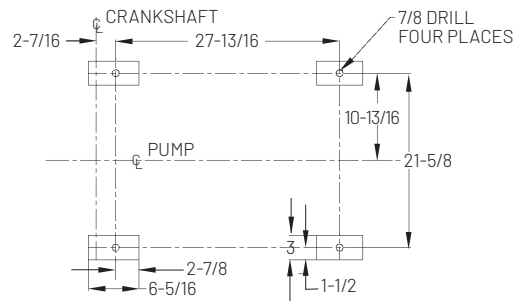 ℄ CRANKSHAFT
2-7/16
27-13/16
7/8 DRILL
FOUR PLACES
10-13/16
℄ PUMP
21-5/8
3
2-7/8
6-5/16
1-1/2